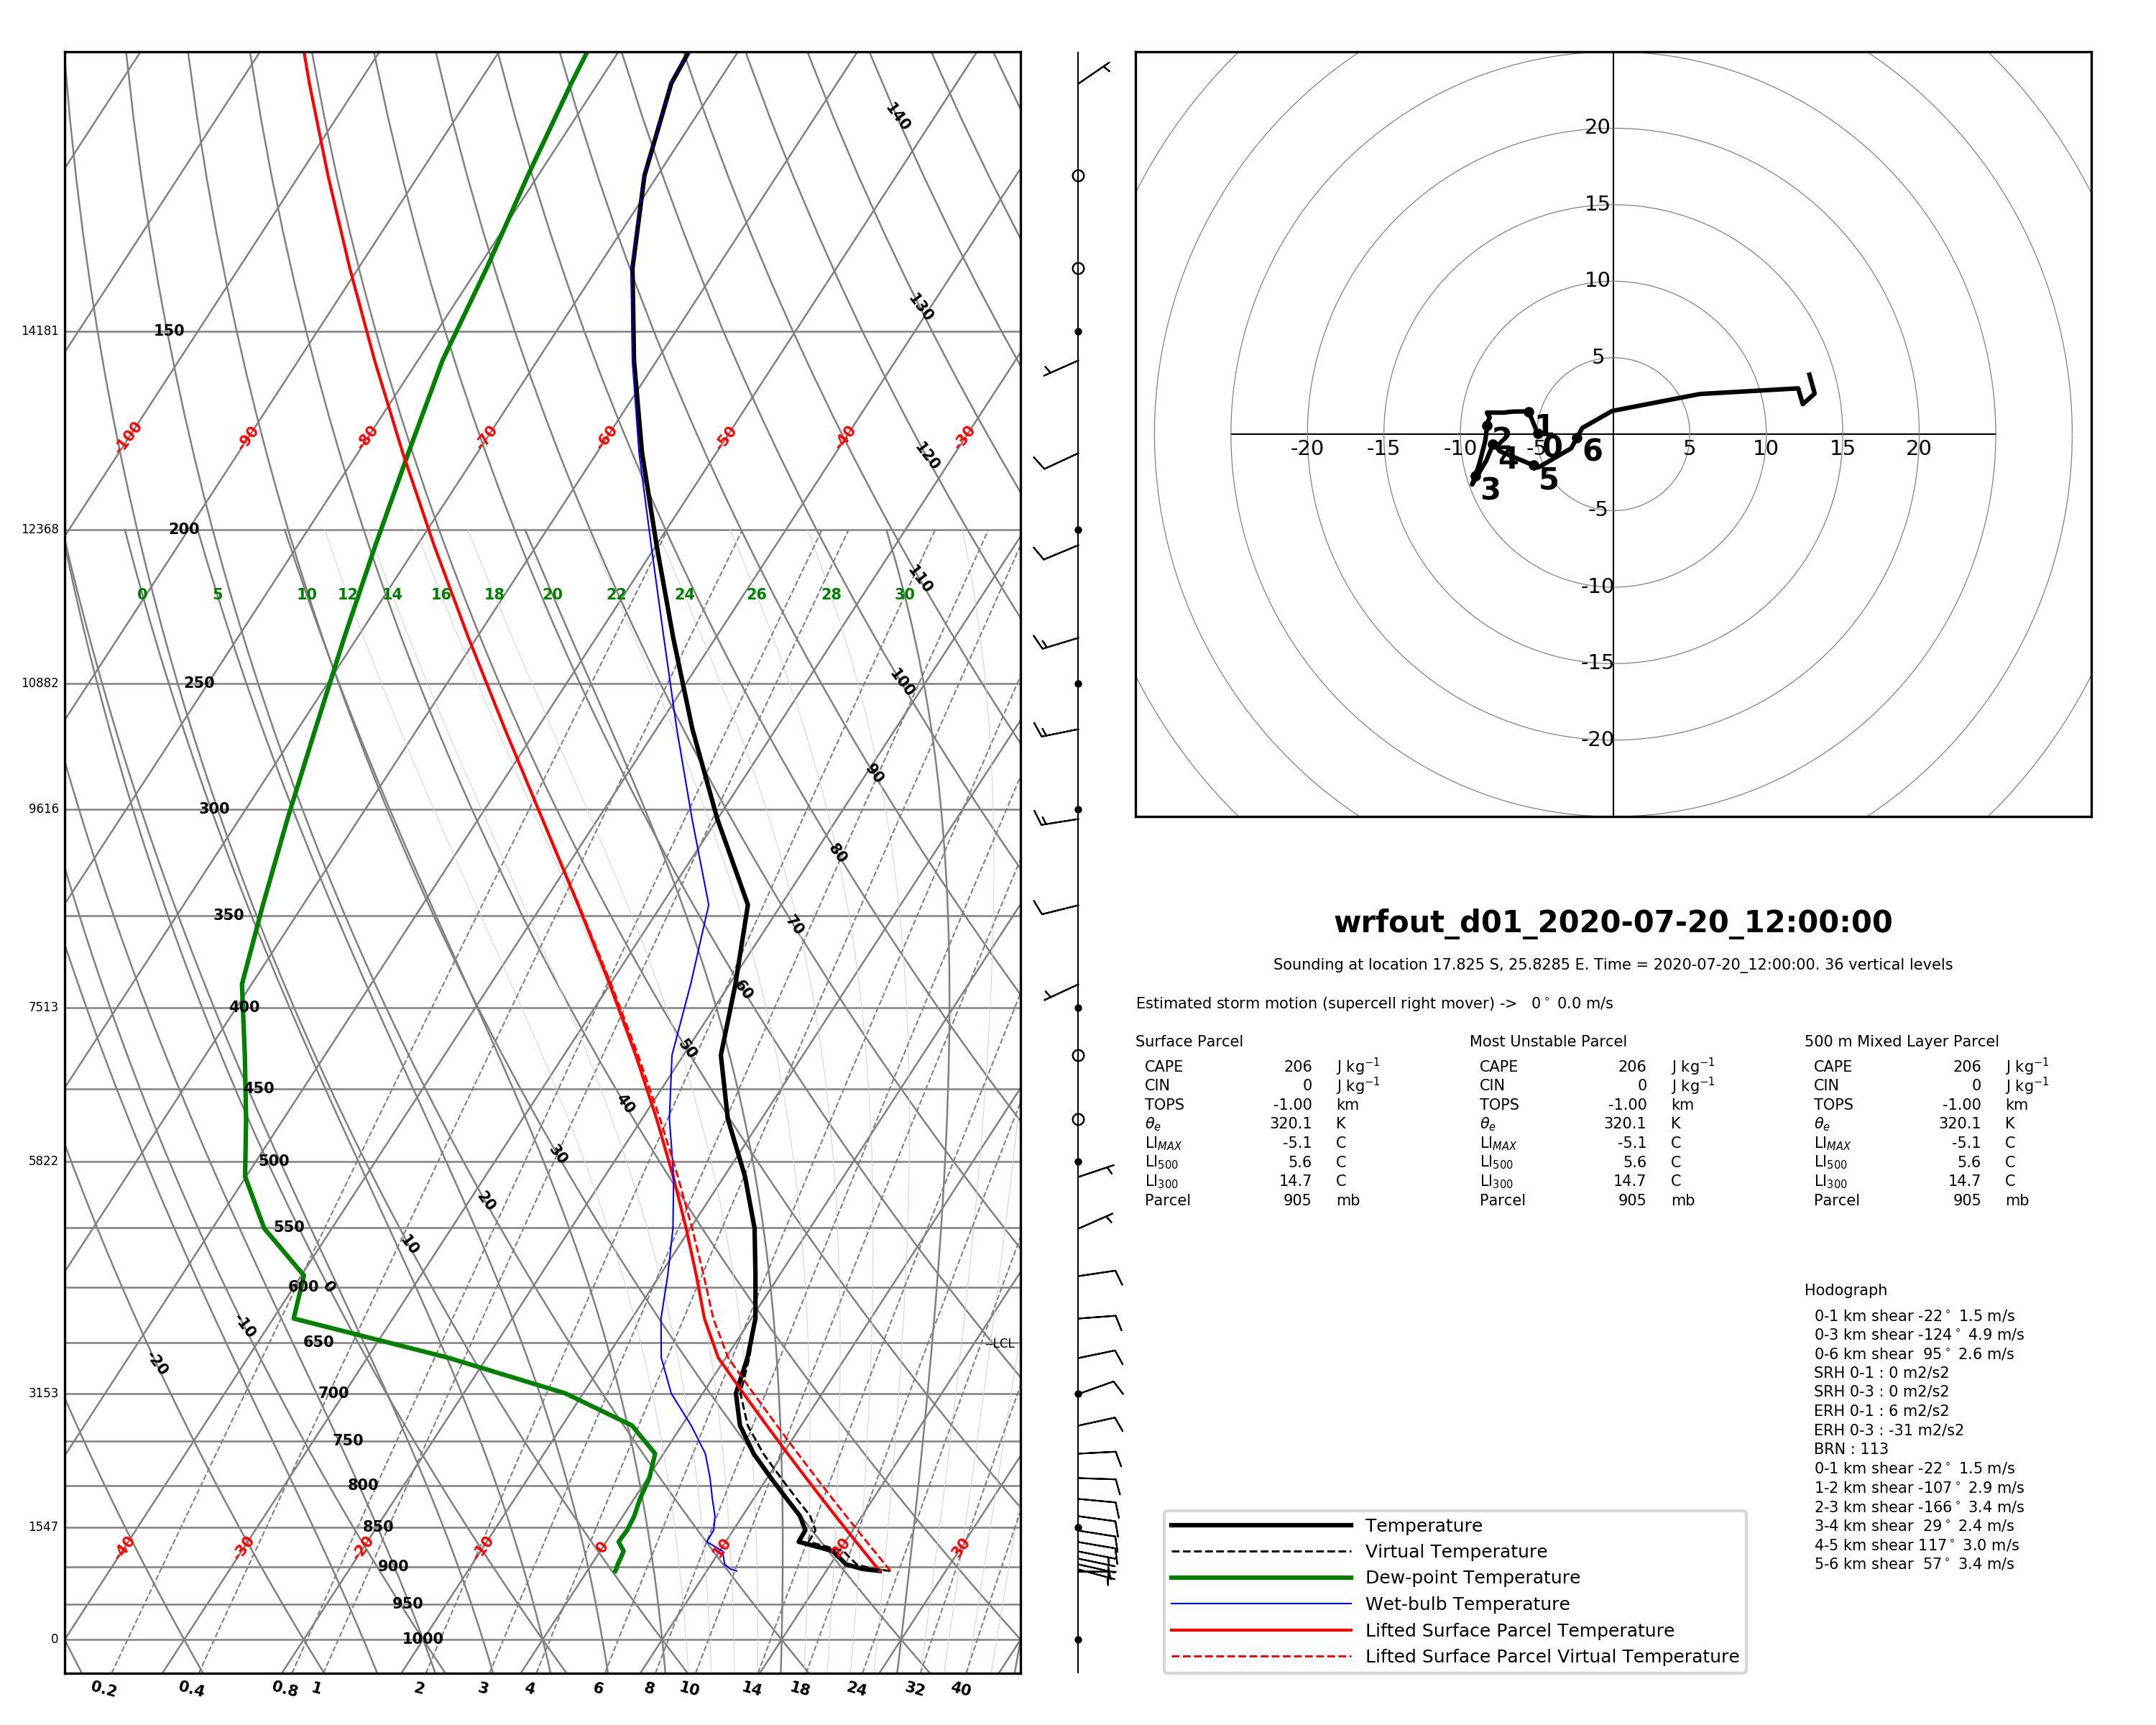 140
130
14181 150
-100 -90 -80 -70 -60 -50 -40 -30
120
12368 200
110
0 5 10 12 14 16 18 20 22 24 26 28 30
10882 250
100
90
9616 300
80
350
70
60
7513 400
50
450
40
5822 500
30
20
550
10
600 0
-10
650
--LCL
-20
3153 700
750
800
1547 850
-40 -30 -20 -10 0 10 20 30
900
950
0 1000
0.2 0.4 0.8 1 2 3 4 6 8 10 14 18 24 32 40
20
15
10
5
-20 -15 -10 -5 5 10 15 20
-5
-10
-15
-20
0 1 2 3 4 5 6
wrfout_d01_2020-07-20_12:00:00
Sounding at location 17.825 S, 25.8285 E. Time = 2020-07-20_12:00:00. 36 vertical levels
Estimated storm motion (supercell right mover) -> 0° 0.0 m/s
Surface Parcel
CAPE 206 J kg⁻¹
CIN 0 J kg⁻¹
TOPS -1.00 km
θe 320.1 K
LIMAX -5.1 C
LI500 5.6 C
LI300 14.7 C
Parcel 905 mb
Most Unstable Parcel
CAPE 206 J kg⁻¹
CIN 0 J kg⁻¹
TOPS -1.00 km
θe 320.1 K
LIMAX -5.1 C
LI500 5.6 C
LI300 14.7 C
Parcel 905 mb
500 m Mixed Layer Parcel
CAPE 206 J kg⁻¹
CIN 0 J kg⁻¹
TOPS -1.00 km
θe 320.1 K
LIMAX -5.1 C
LI500 5.6 C
LI300 14.7 C
Parcel 905 mb
Hodograph
0-1 km shear -22° 1.5 m/s
0-3 km shear -124° 4.9 m/s
0-6 km shear 95° 2.6 m/s
SRH 0-1 : 0 m2/s2
SRH 0-3 : 0 m2/s2
ERH 0-1 : 6 m2/s2
ERH 0-3 : -31 m2/s2
BRN : 113
0-1 km shear -22° 1.5 m/s
1-2 km shear -107° 2.9 m/s
2-3 km shear -166° 3.4 m/s
3-4 km shear 29° 2.4 m/s
4-5 km shear 117° 3.0 m/s
5-6 km shear 57° 3.4 m/s
Temperature
Virtual Temperature
Dew-point Temperature
Wet-bulb Temperature
Lifted Surface Parcel Temperature
Lifted Surface Parcel Virtual Temperature